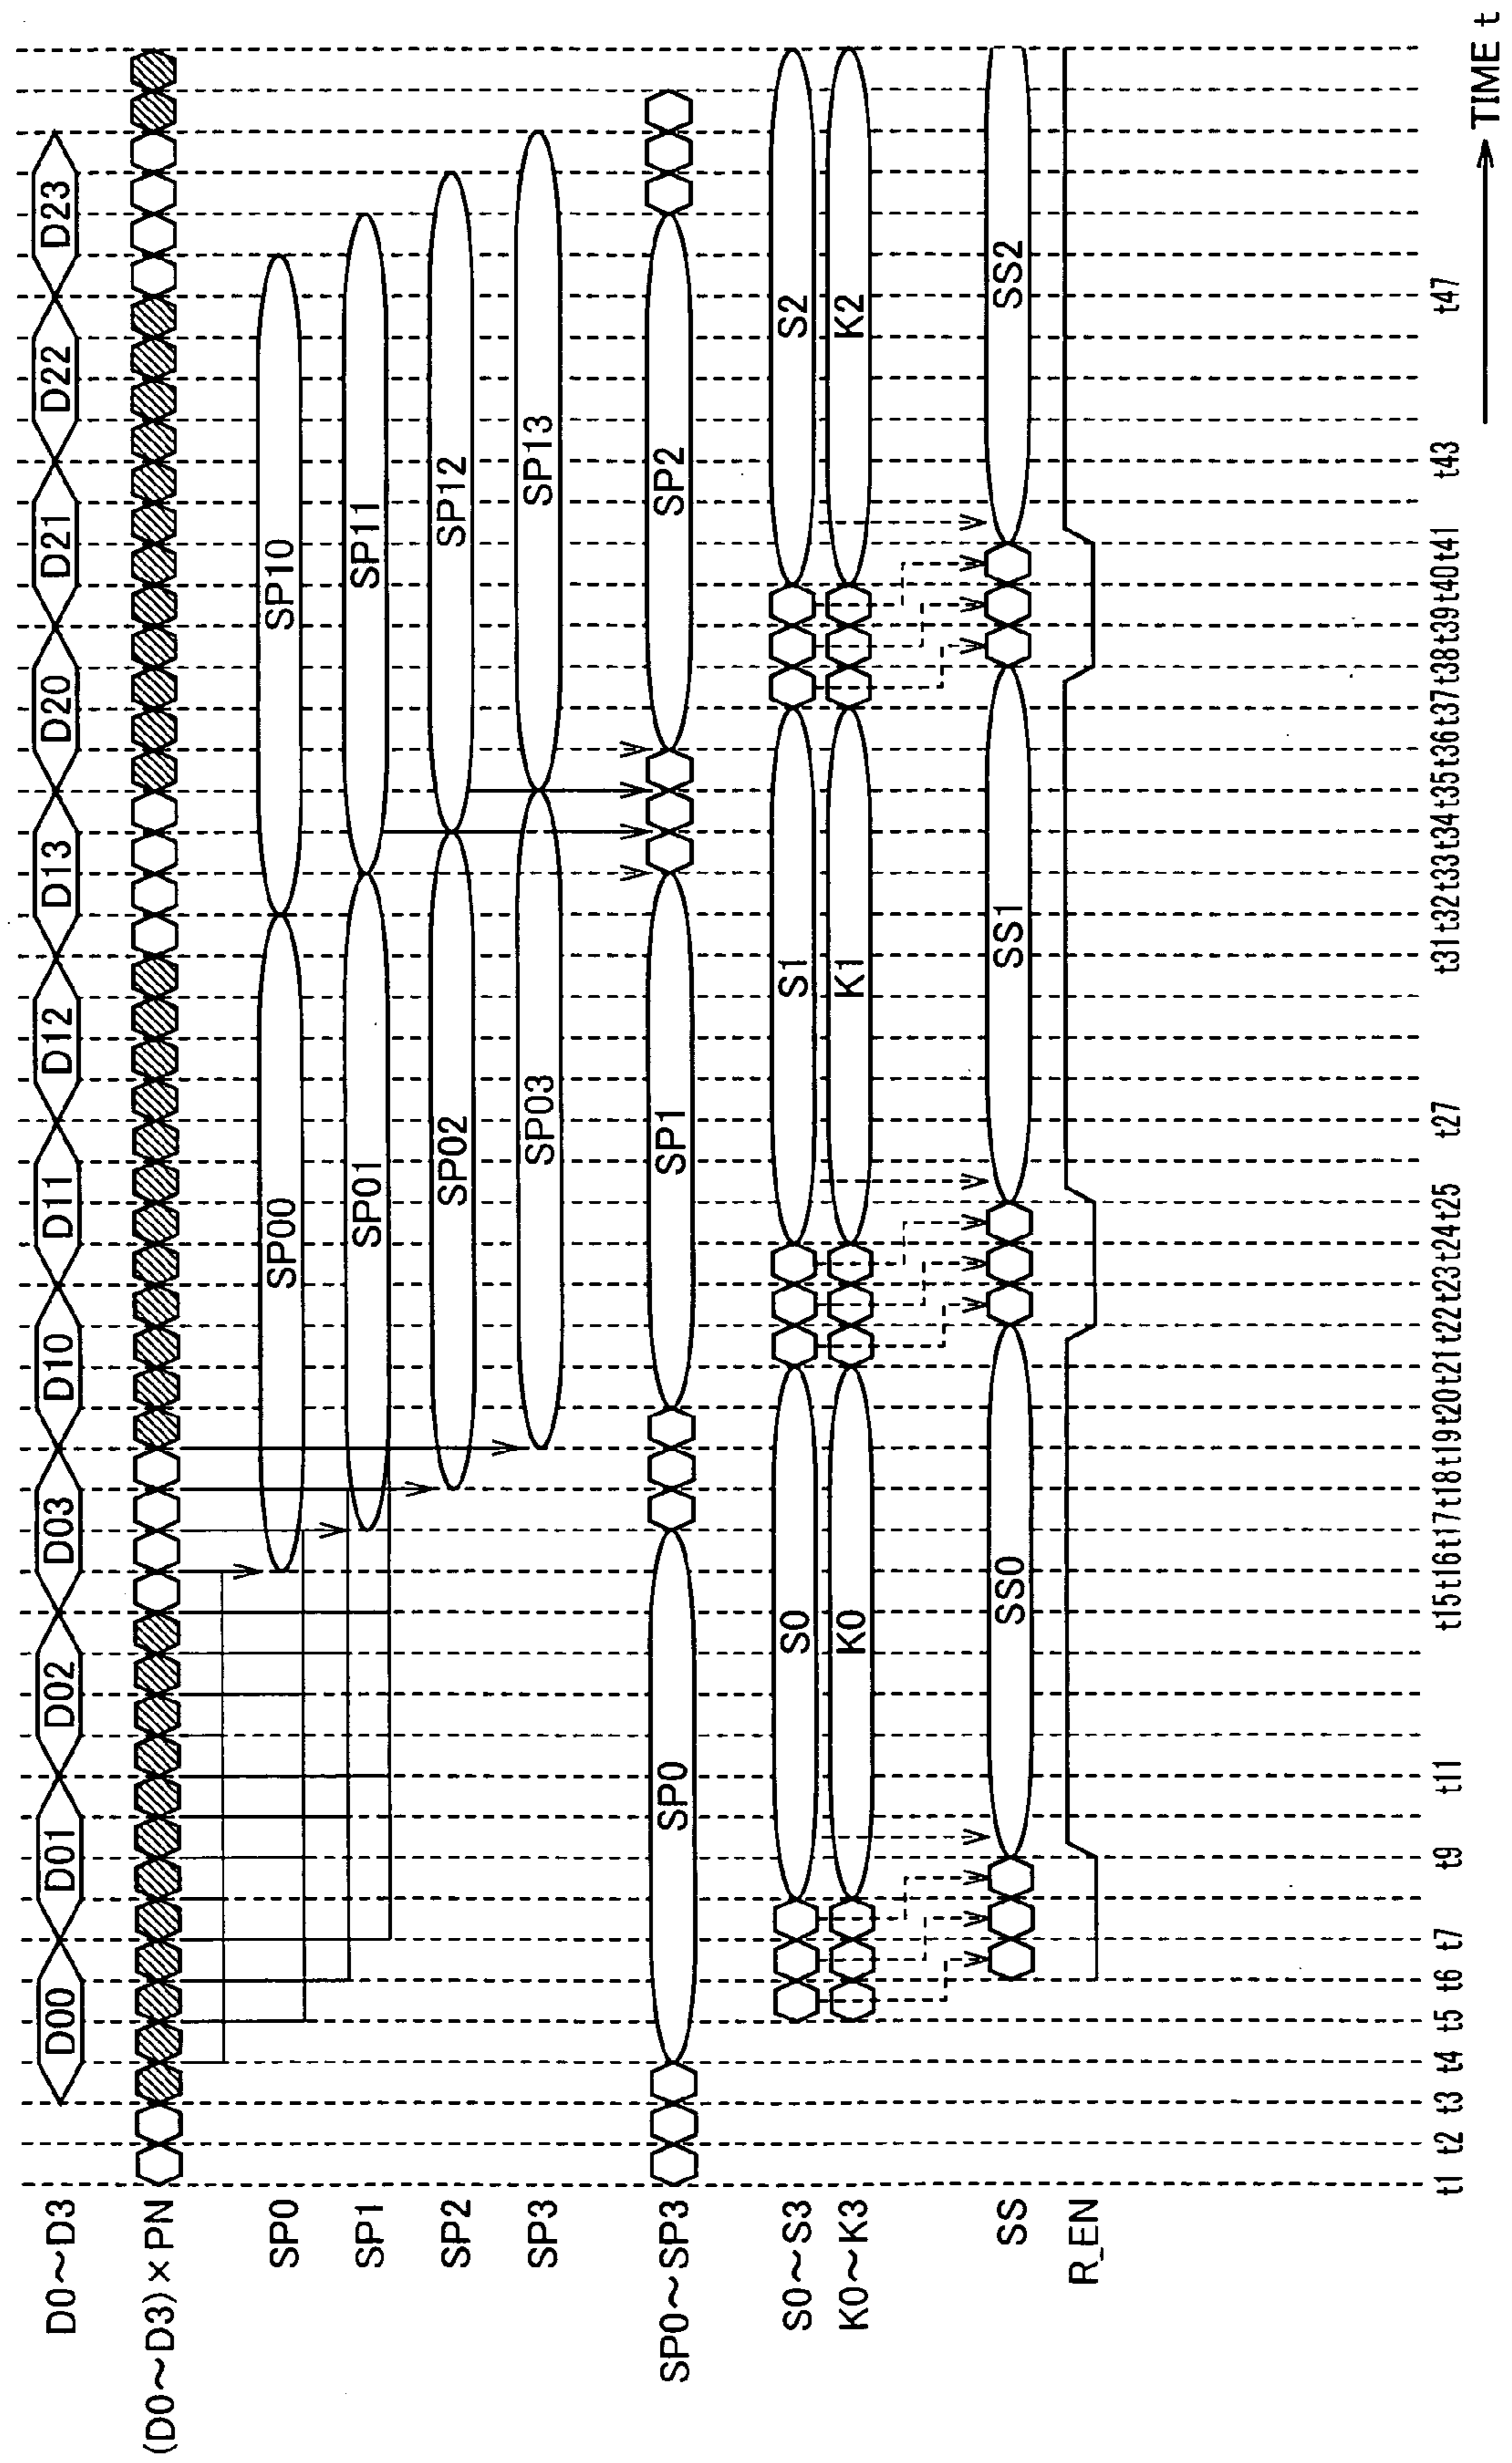 D0~D3 D00 D01 D02 D03 D10 D11 D12 D13 D20 D21 D22 D23
(D0~D3)×PN
SP0 SP00 SP10
SP1 SP01 SP11
SP2 SP02 SP12
SP3 SP03 SP13
SP0~SP3 SP0 SP1 SP2
S0~S3 S0 S1 S2
K0~K3 K0 K1 K2
SS SS0 SS1 SS2
R_EN
t1 t2 t3 t4 t5 t6 t7 t9 t11 t15 t16 t17 t18 t19 t20 t21 t22 t23 t24 t25 t27 t31 t32 t33 t34 t35 t36 t37 t38 t39 t40 t41 t43 t47
TIME t